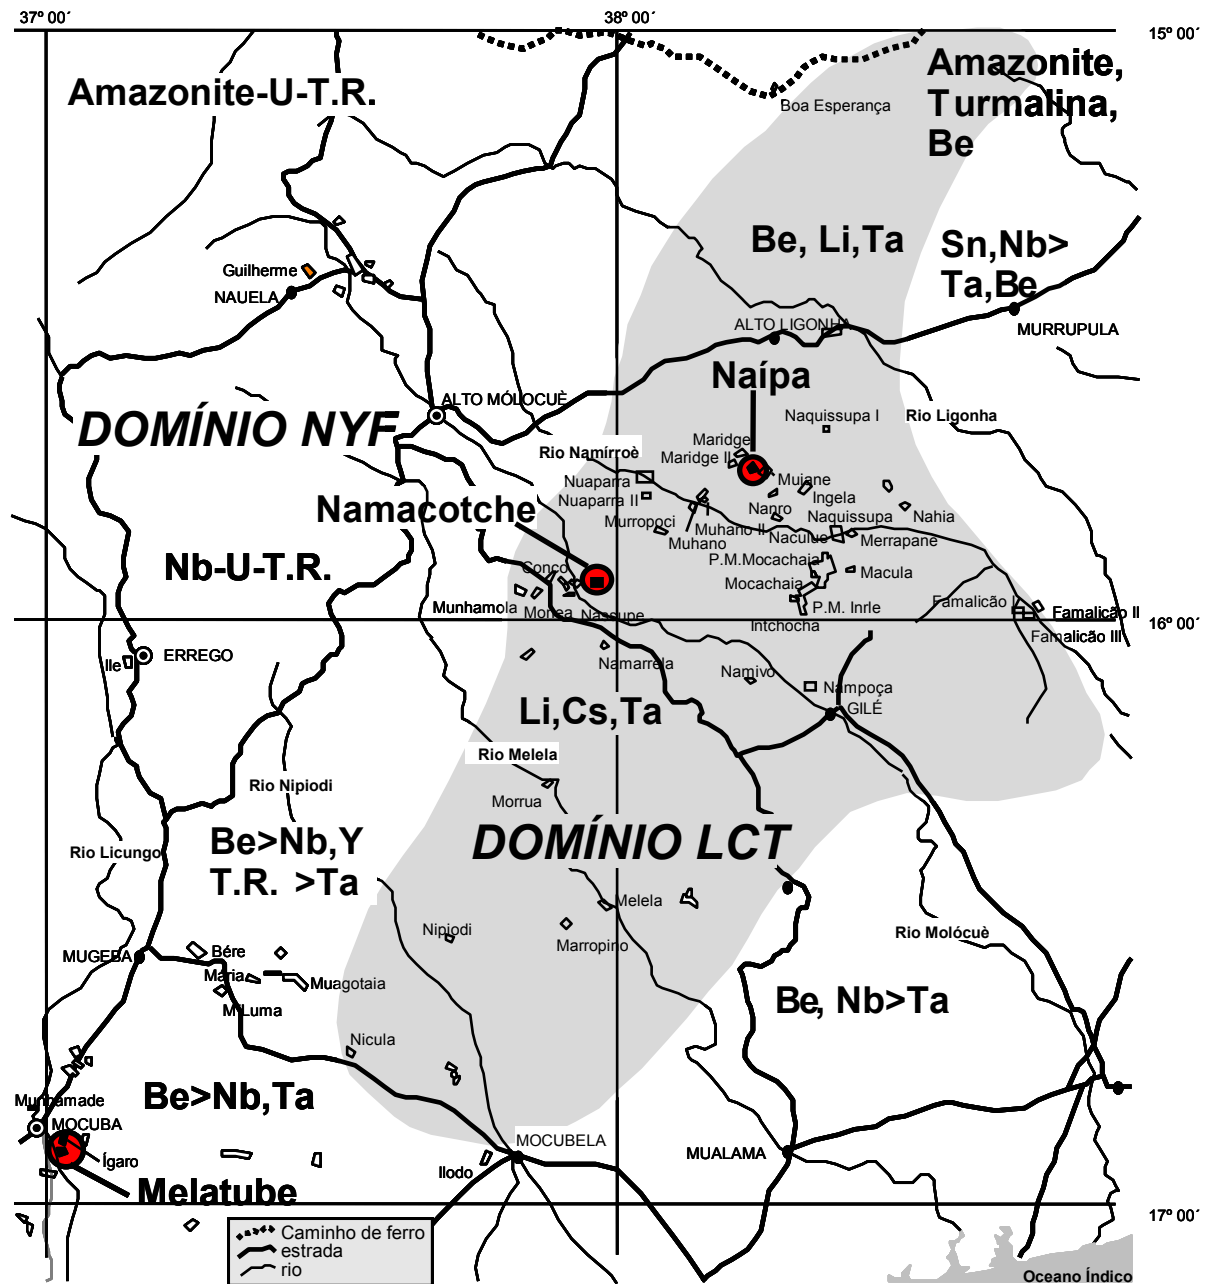 37º 00´
38º 00´
15º 00´
Amazonite-U-T.R.
Amazonite,
Turmalina,
Be
Boa Esperança
Be, Li,Ta
Sn,Nb>
Ta,Be
Guilherme
NAUELA
ALTO LIGONHA
MURRUPULA
Naípa
DOMÍNIO NYF
ALTO MÓLOCUÈ
Naquissupa I
Rio Ligonha
Rio Namírroè
Maridge
Maridge II
Nuaparra
Muiane
Nuaparra II
Ingela
Namacotche
Nanro
Naquissupa
Nahia
Murropoci
Muhano II
Muhano
Naculue
Merrapane
Nb-U-T.R.
P.M.Mocachaia
Conco
Mocachaia
Macula
Munhamola
Monea
Nassupe
P.M. Inrle
Famalicão I
Famalicão II
Intchocha
16º 00´
Famalicão III
Ile
ERREGO
Namarrela
Namivo
Nampoça
GILÉ
Li,Cs,Ta
Rio Melela
Rio Nipiodi
Morrua
Be>Nb,Y
T.R. >Ta
DOMÍNIO LCT
Rio Licungo
Melela
Nipiodi
Marropino
Rio Molócuè
MUGEBA
Bére
Mária
Muagotaia
M'Luma
Be, Nb>Ta
Nicula
Be>Nb,Ta
Munhamade
MOCUBA
Ígaro
MOCUBELA
Ilodo
MUALAMA
Melatube
17º 00´
Caminho de ferro
estrada
rio
Oceano Índico